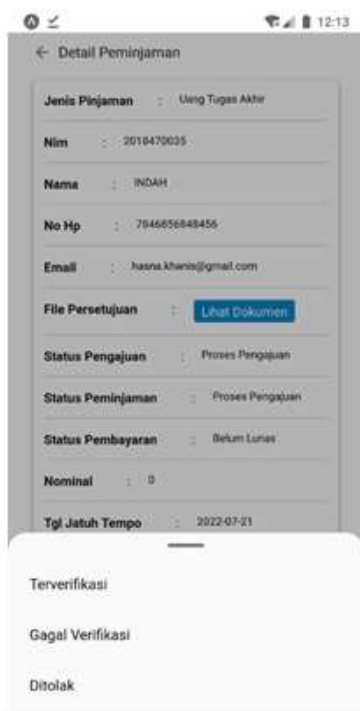 12:13
← Detail Peminjaman
Jenis Pinjaman : Uang Tugas Akhir
Nim : 2018470035
Nama : INDAH
No Hp : 7846656848456
Email : hasna.khanis@gmail.com
File Persetujuan : Lihat Dokumen
Status Pengajuan : Proses Pengajuan
Status Peminjaman : Proses Pengajuan
Status Pembayaran : Belum Lunas
Nominal : 0
Tgl Jatuh Tempo : 2022-07-21
Terverifikasi
Gagal Verifikasi
Ditolak